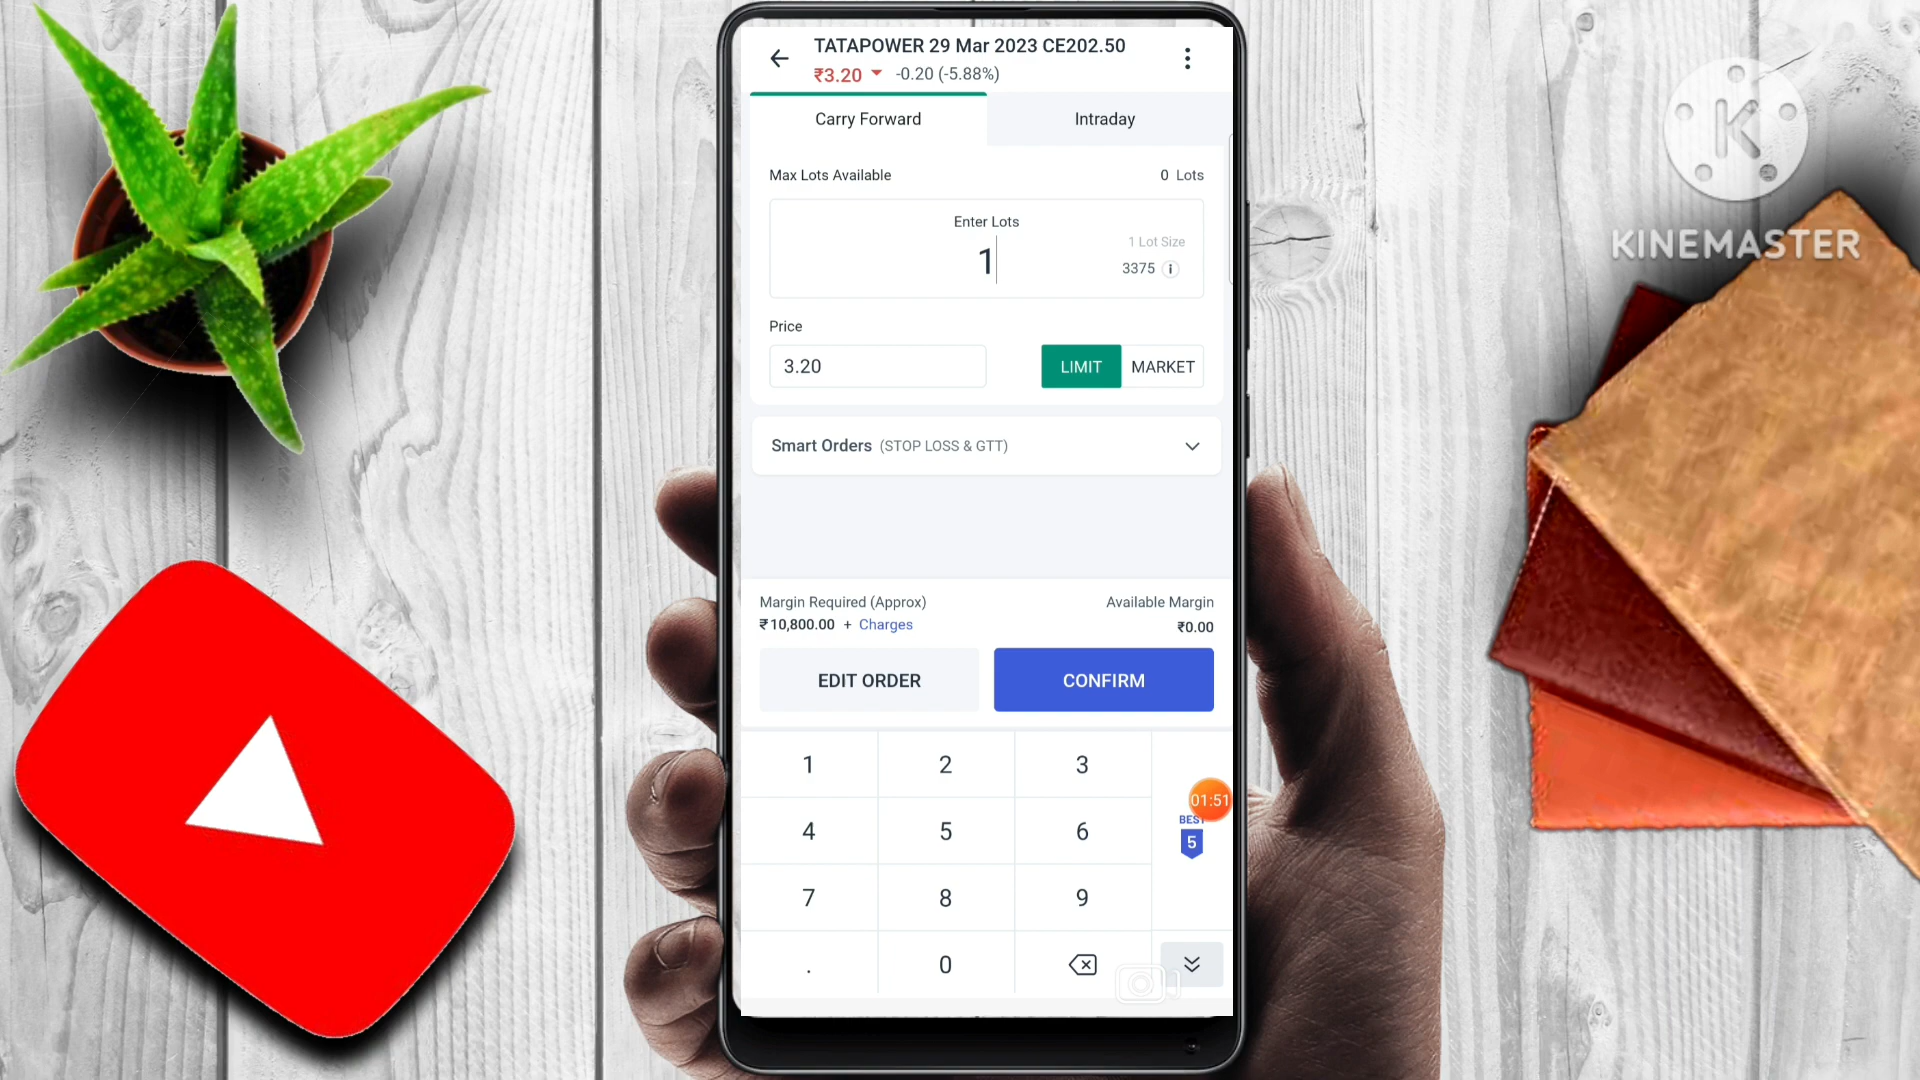 TATAPOWER 29 Mar 2023 CE202.50
₹3.20 -0.20 (-5.88%)
Carry Forward Intraday
Max Lots Available 0 Lots
Enter Lots
1 Lot Size
1
3375
Price
3.20 LIMIT MARKET
Smart Orders (STOP LOSS & GTT)
Margin Required (Approx) Available Margin
₹10,800.00 + Charges ₹0.00
EDIT ORDER CONFIRM
1 2 3
01:51
BEST
4 5 6 5
7 8 9
. 0
K
KINEMASTER